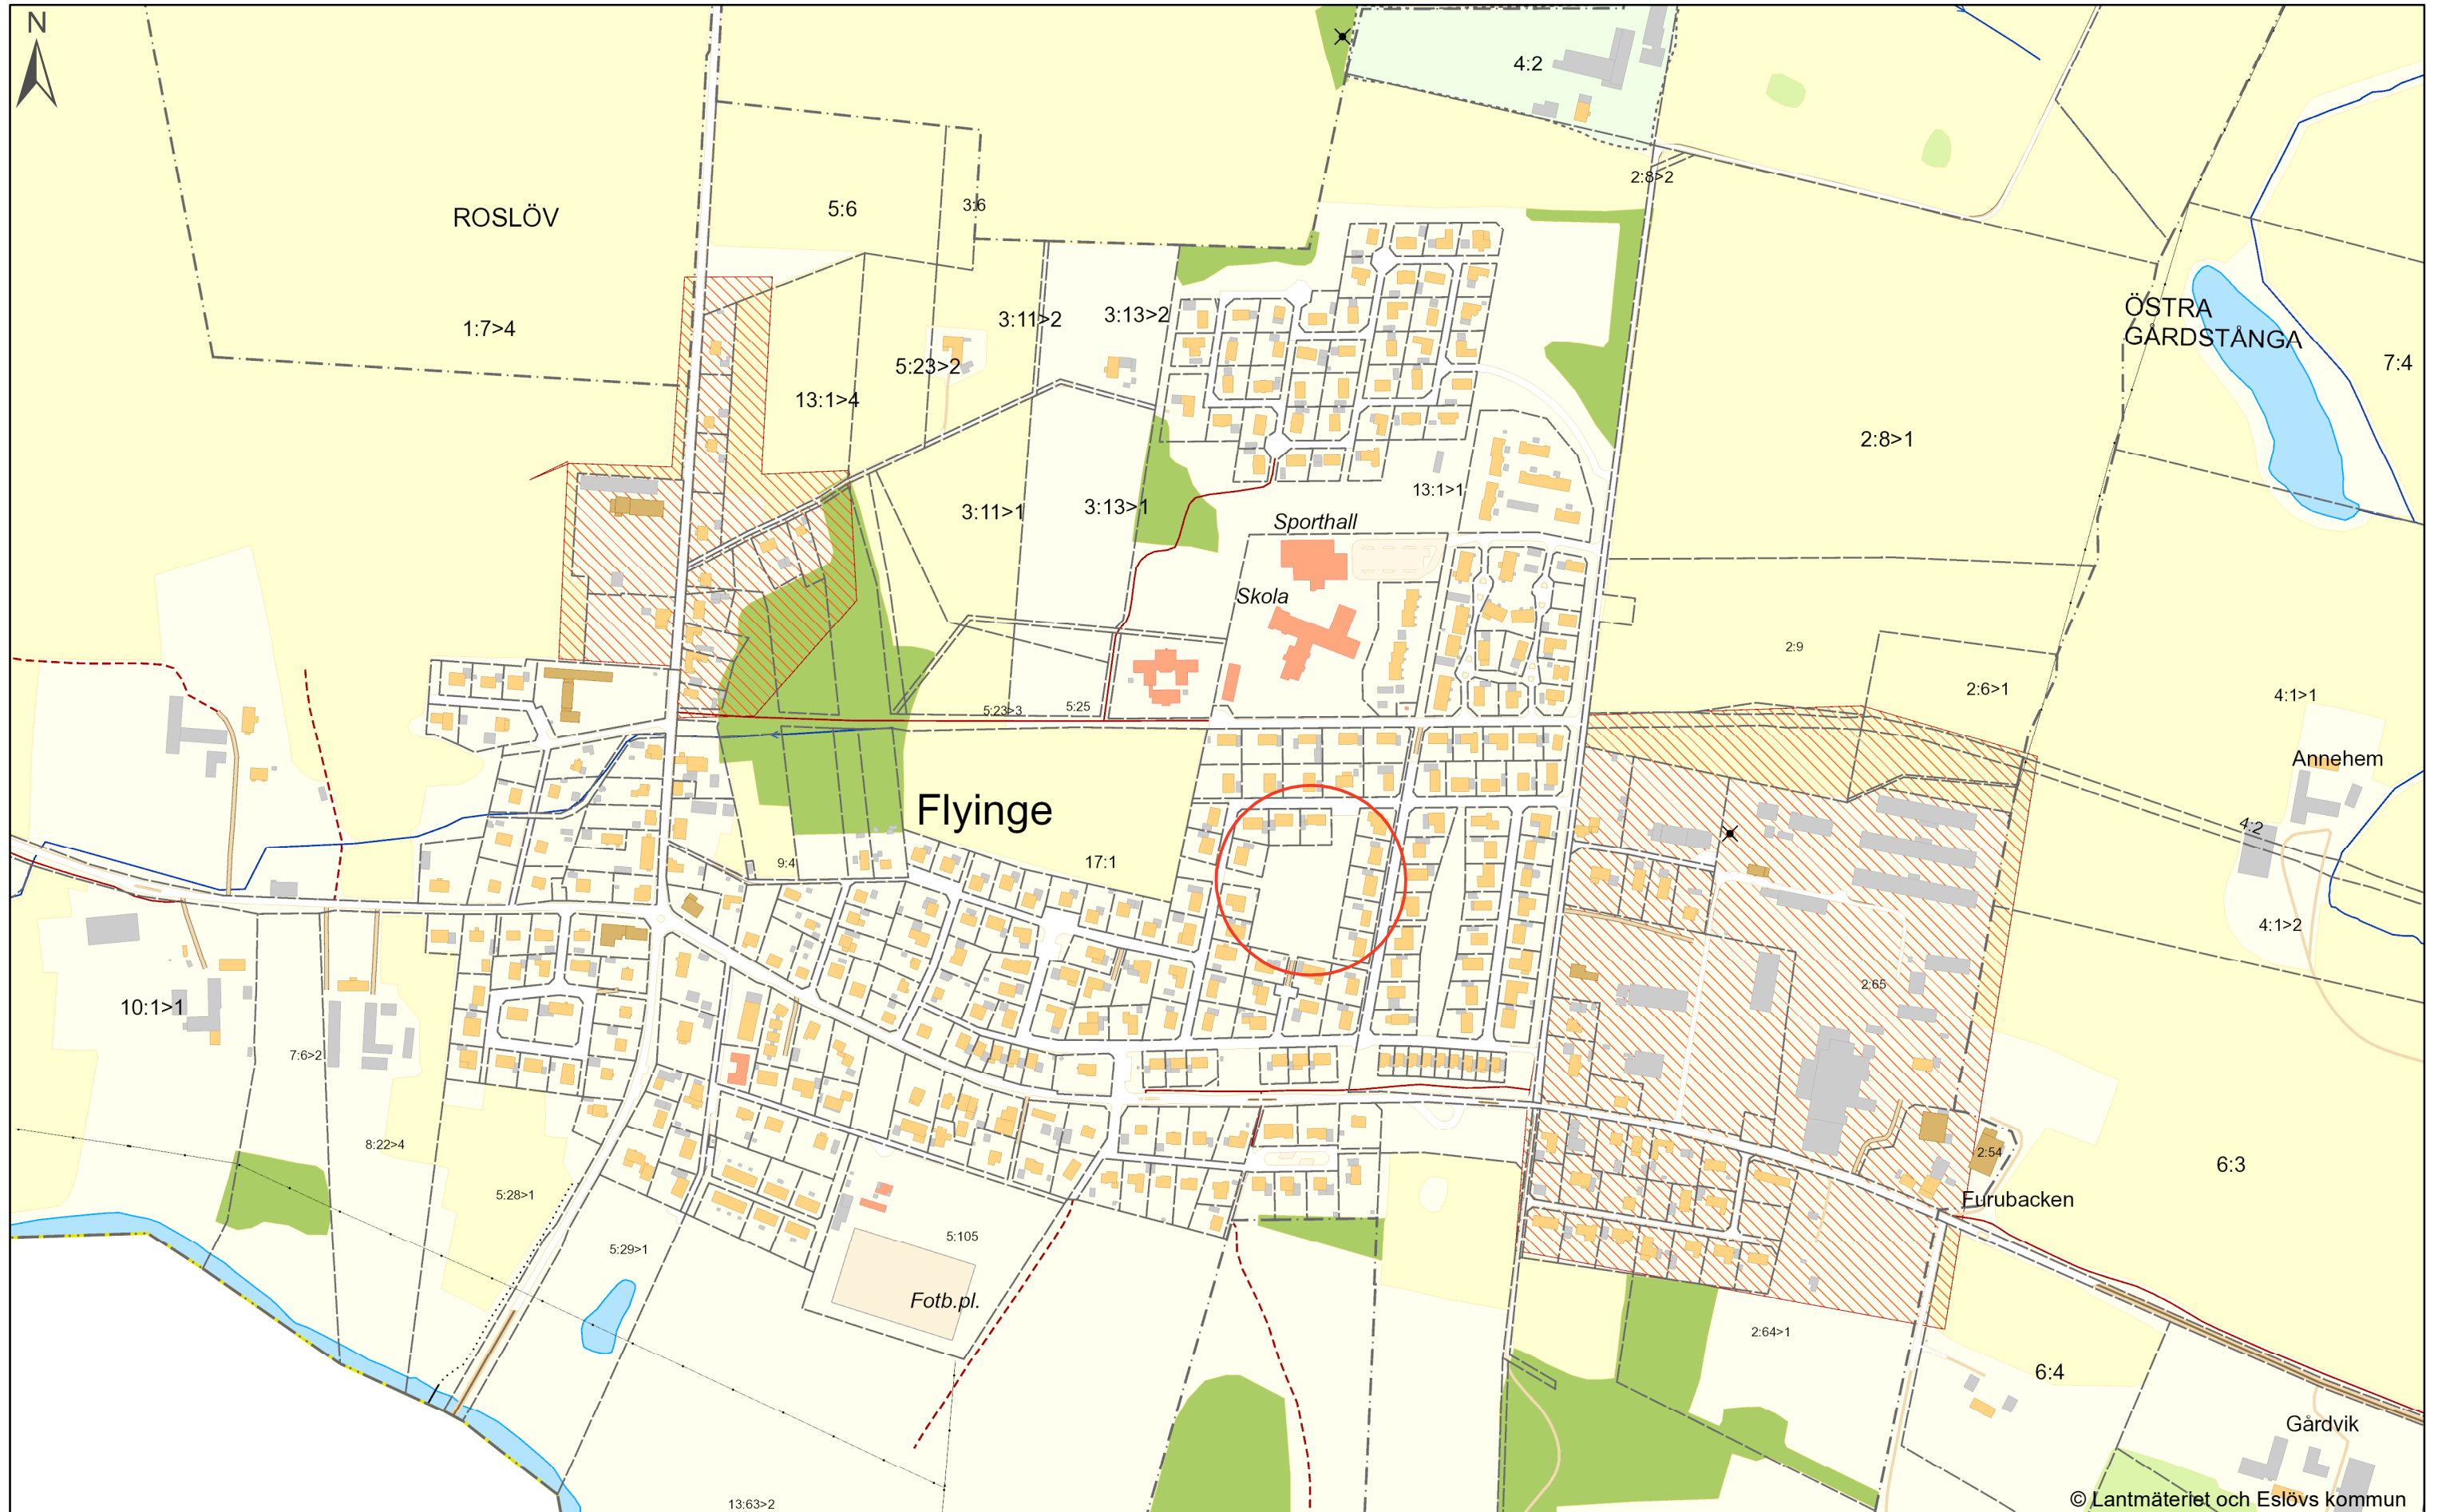 N
4:2
2:8>2
ROSLÖV
5:6
3:6
1:7>4
3:11>2
3:13>2
ÖSTRA
GÅRDSTÅNGA
7:4
5:23>2
13:1>4
2:8>1
13:1>1
3:11>1
3:13>1
Sporthall
Skola
2:9
2:6>1
4:1>1
5:23>3
5:25
Annehem
Flyinge
4:2
9:4
17:1
4:1>2
2:65
10:1>1
7:6>2
8:22>4
2:54
6:3
5:28>1
Furubacken
5:105
5:29>1
Fotb.pl.
2:64>1
6:4
Gårdvik
13:63>2
© Lantmäteriet och Eslövs kommun